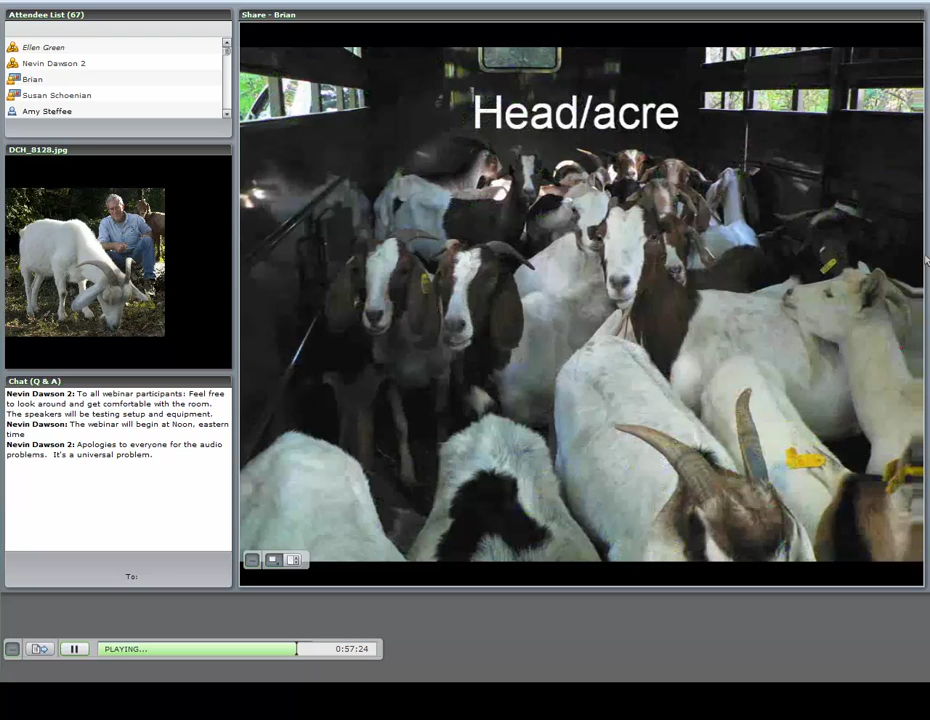 Attendee List (67)
Ellen Green
Nevin Dawson 2
Brian
Susan Schoenian
Amy Steffee
DCH_8128.jpg
Chat (Q & A)
Nevin Dawson 2: To all webinar participants: Feel free
to look around and get comfortable with the room.
The speakers will be testing setup and equipment.
Nevin Dawson: The webinar will begin at Noon, eastern
time
Nevin Dawson 2: Apologies to everyone for the audio
problems. It's a universal problem.
To:
Share - Brian
Head/acre
PLAYING...
0:57:24